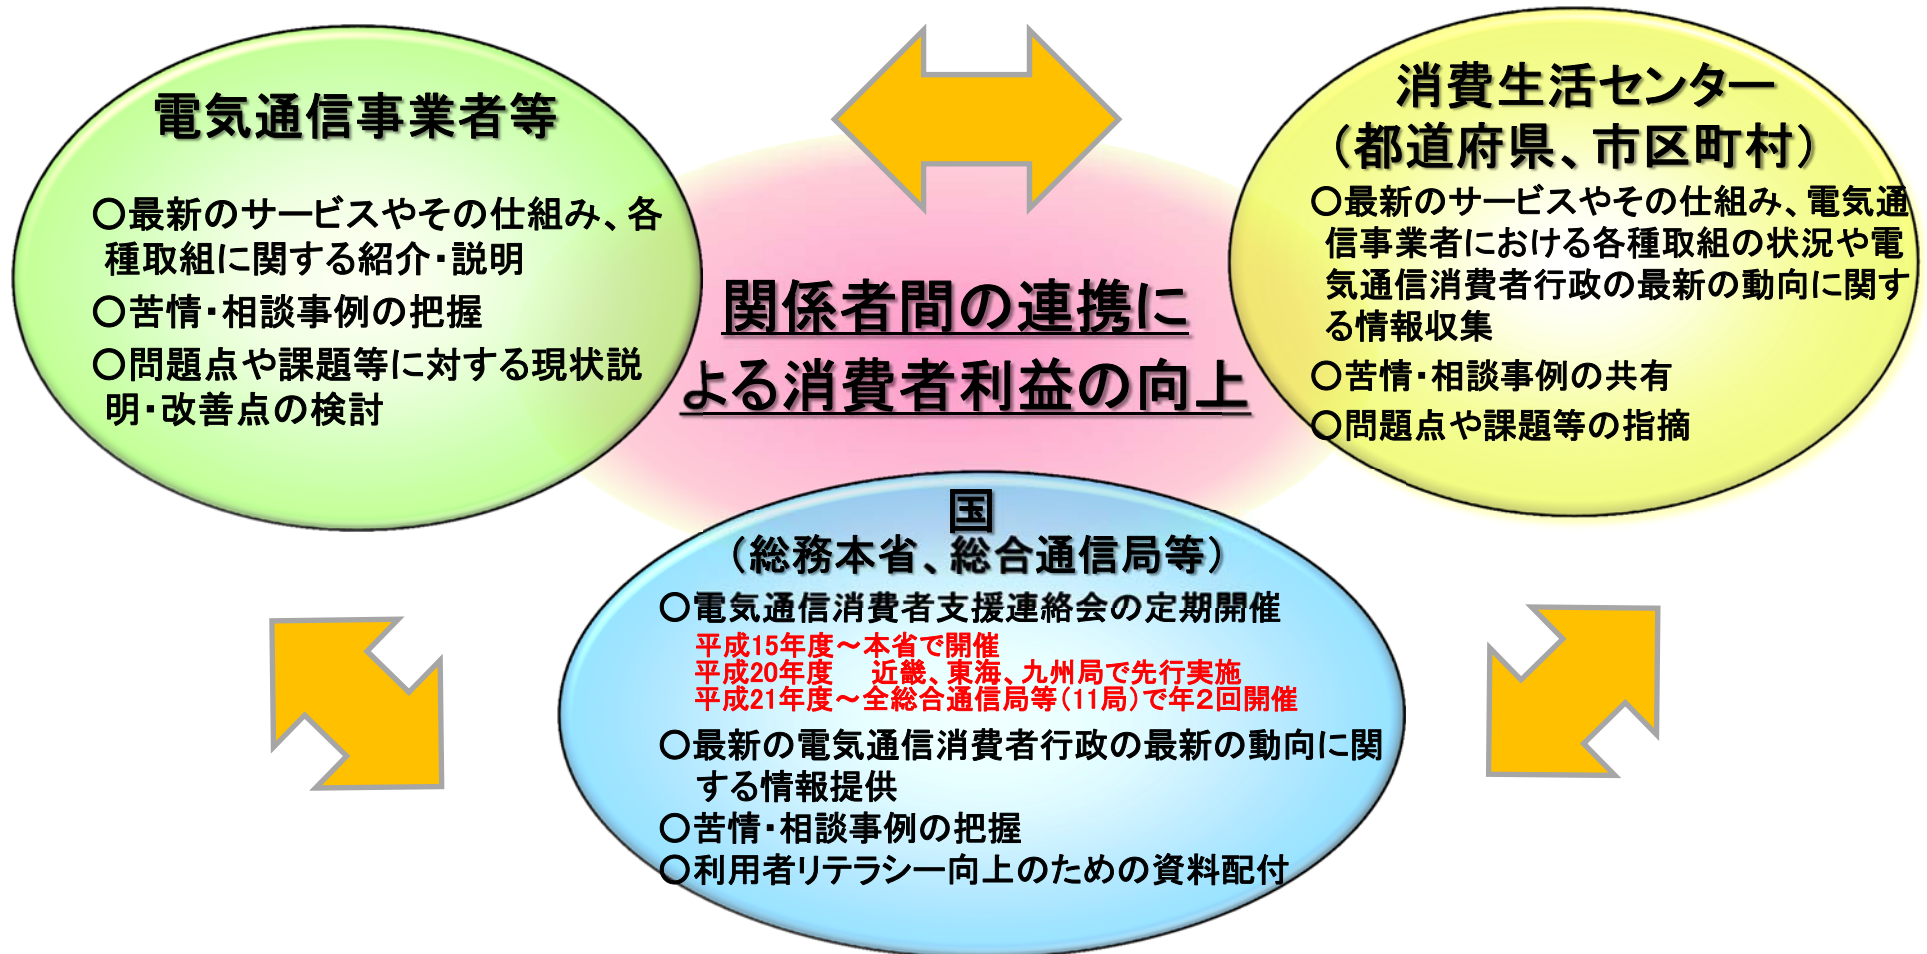 電気通信事業者等
○最新のサービスやその仕組み、各
種取組に関する紹介・説明
○苦情・相談事例の把握
○問題点や課題等に対する現状説
明・改善点の検討
消費生活センター
（都道府県、市区町村）
○最新のサービスやその仕組み、電気通
信事業者における各種取組の状況や電
気通信消費者行政の最新の動向に関す
る情報収集
○苦情・相談事例の共有
○問題点や課題等の指摘
関係者間の連携に
よる消費者利益の向上
国
（総務本省、総合通信局等）
○電気通信消費者支援連絡会の定期開催
平成15年度～本省で開催
平成20年度　近畿、東海、九州局で先行実施
平成21年度～全総合通信局等（11局）で年２回開催
○最新の電気通信消費者行政の最新の動向に関
する情報提供
○苦情・相談事例の把握
○利用者リテラシー向上のための資料配付